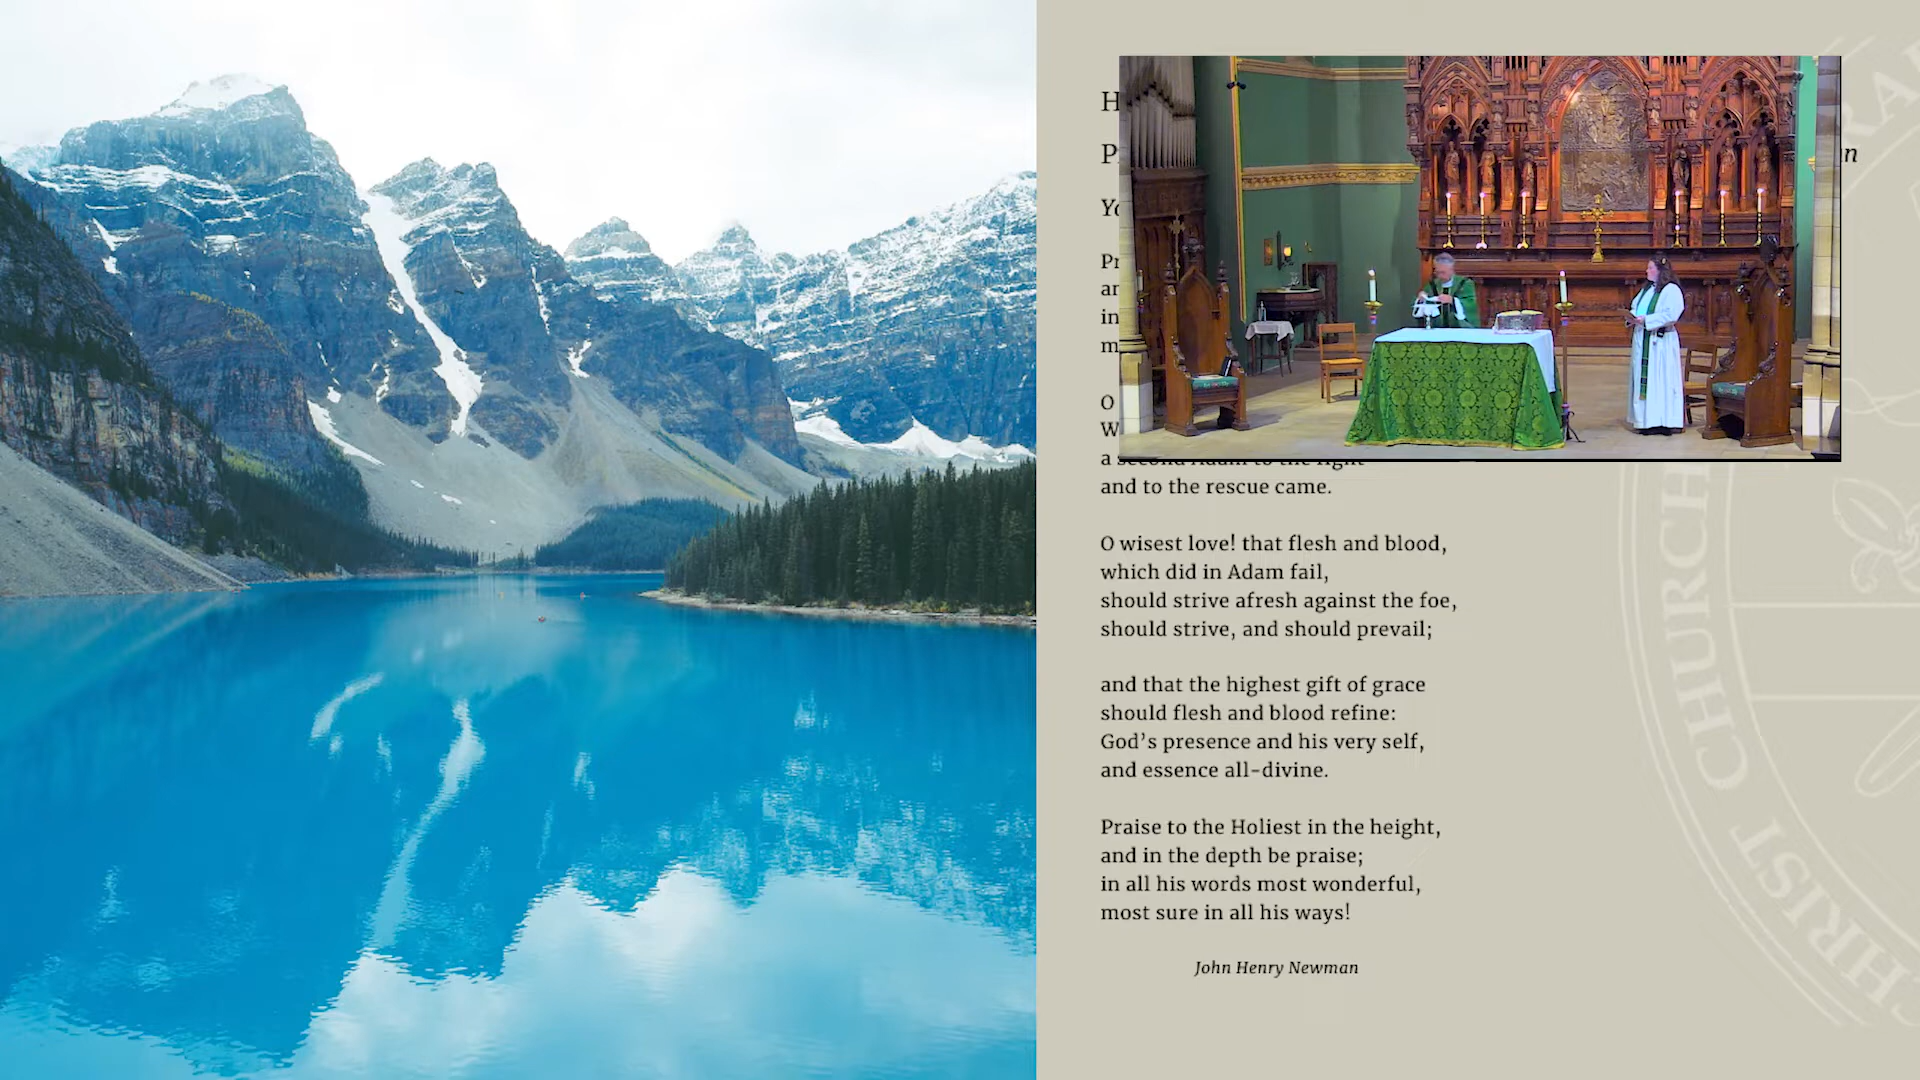 and to the rescue came.
O wisest love! that flesh and blood,
which did in Adam fail,
should strive afresh against the foe,
should strive, and should prevail;
and that the highest gift of grace
should flesh and blood refine:
God’s presence and his very self,
and essence all-divine.
Praise to the Holiest in the height,
and in the depth be praise;
in all his words most wonderful,
most sure in all his ways!
John Henry Newman
CHRIST CHURCH